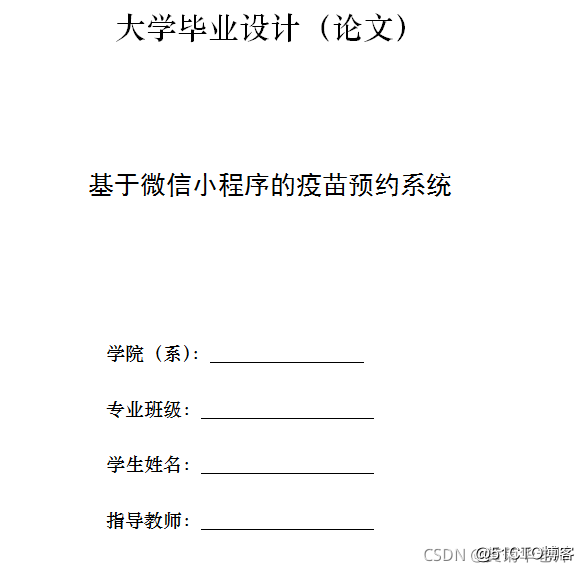 大学毕业设计（论文）
基于微信小程序的疫苗预约系统
学院（系）：
专业班级：
学生姓名：
指导教师：
CSDN @51CTO博客